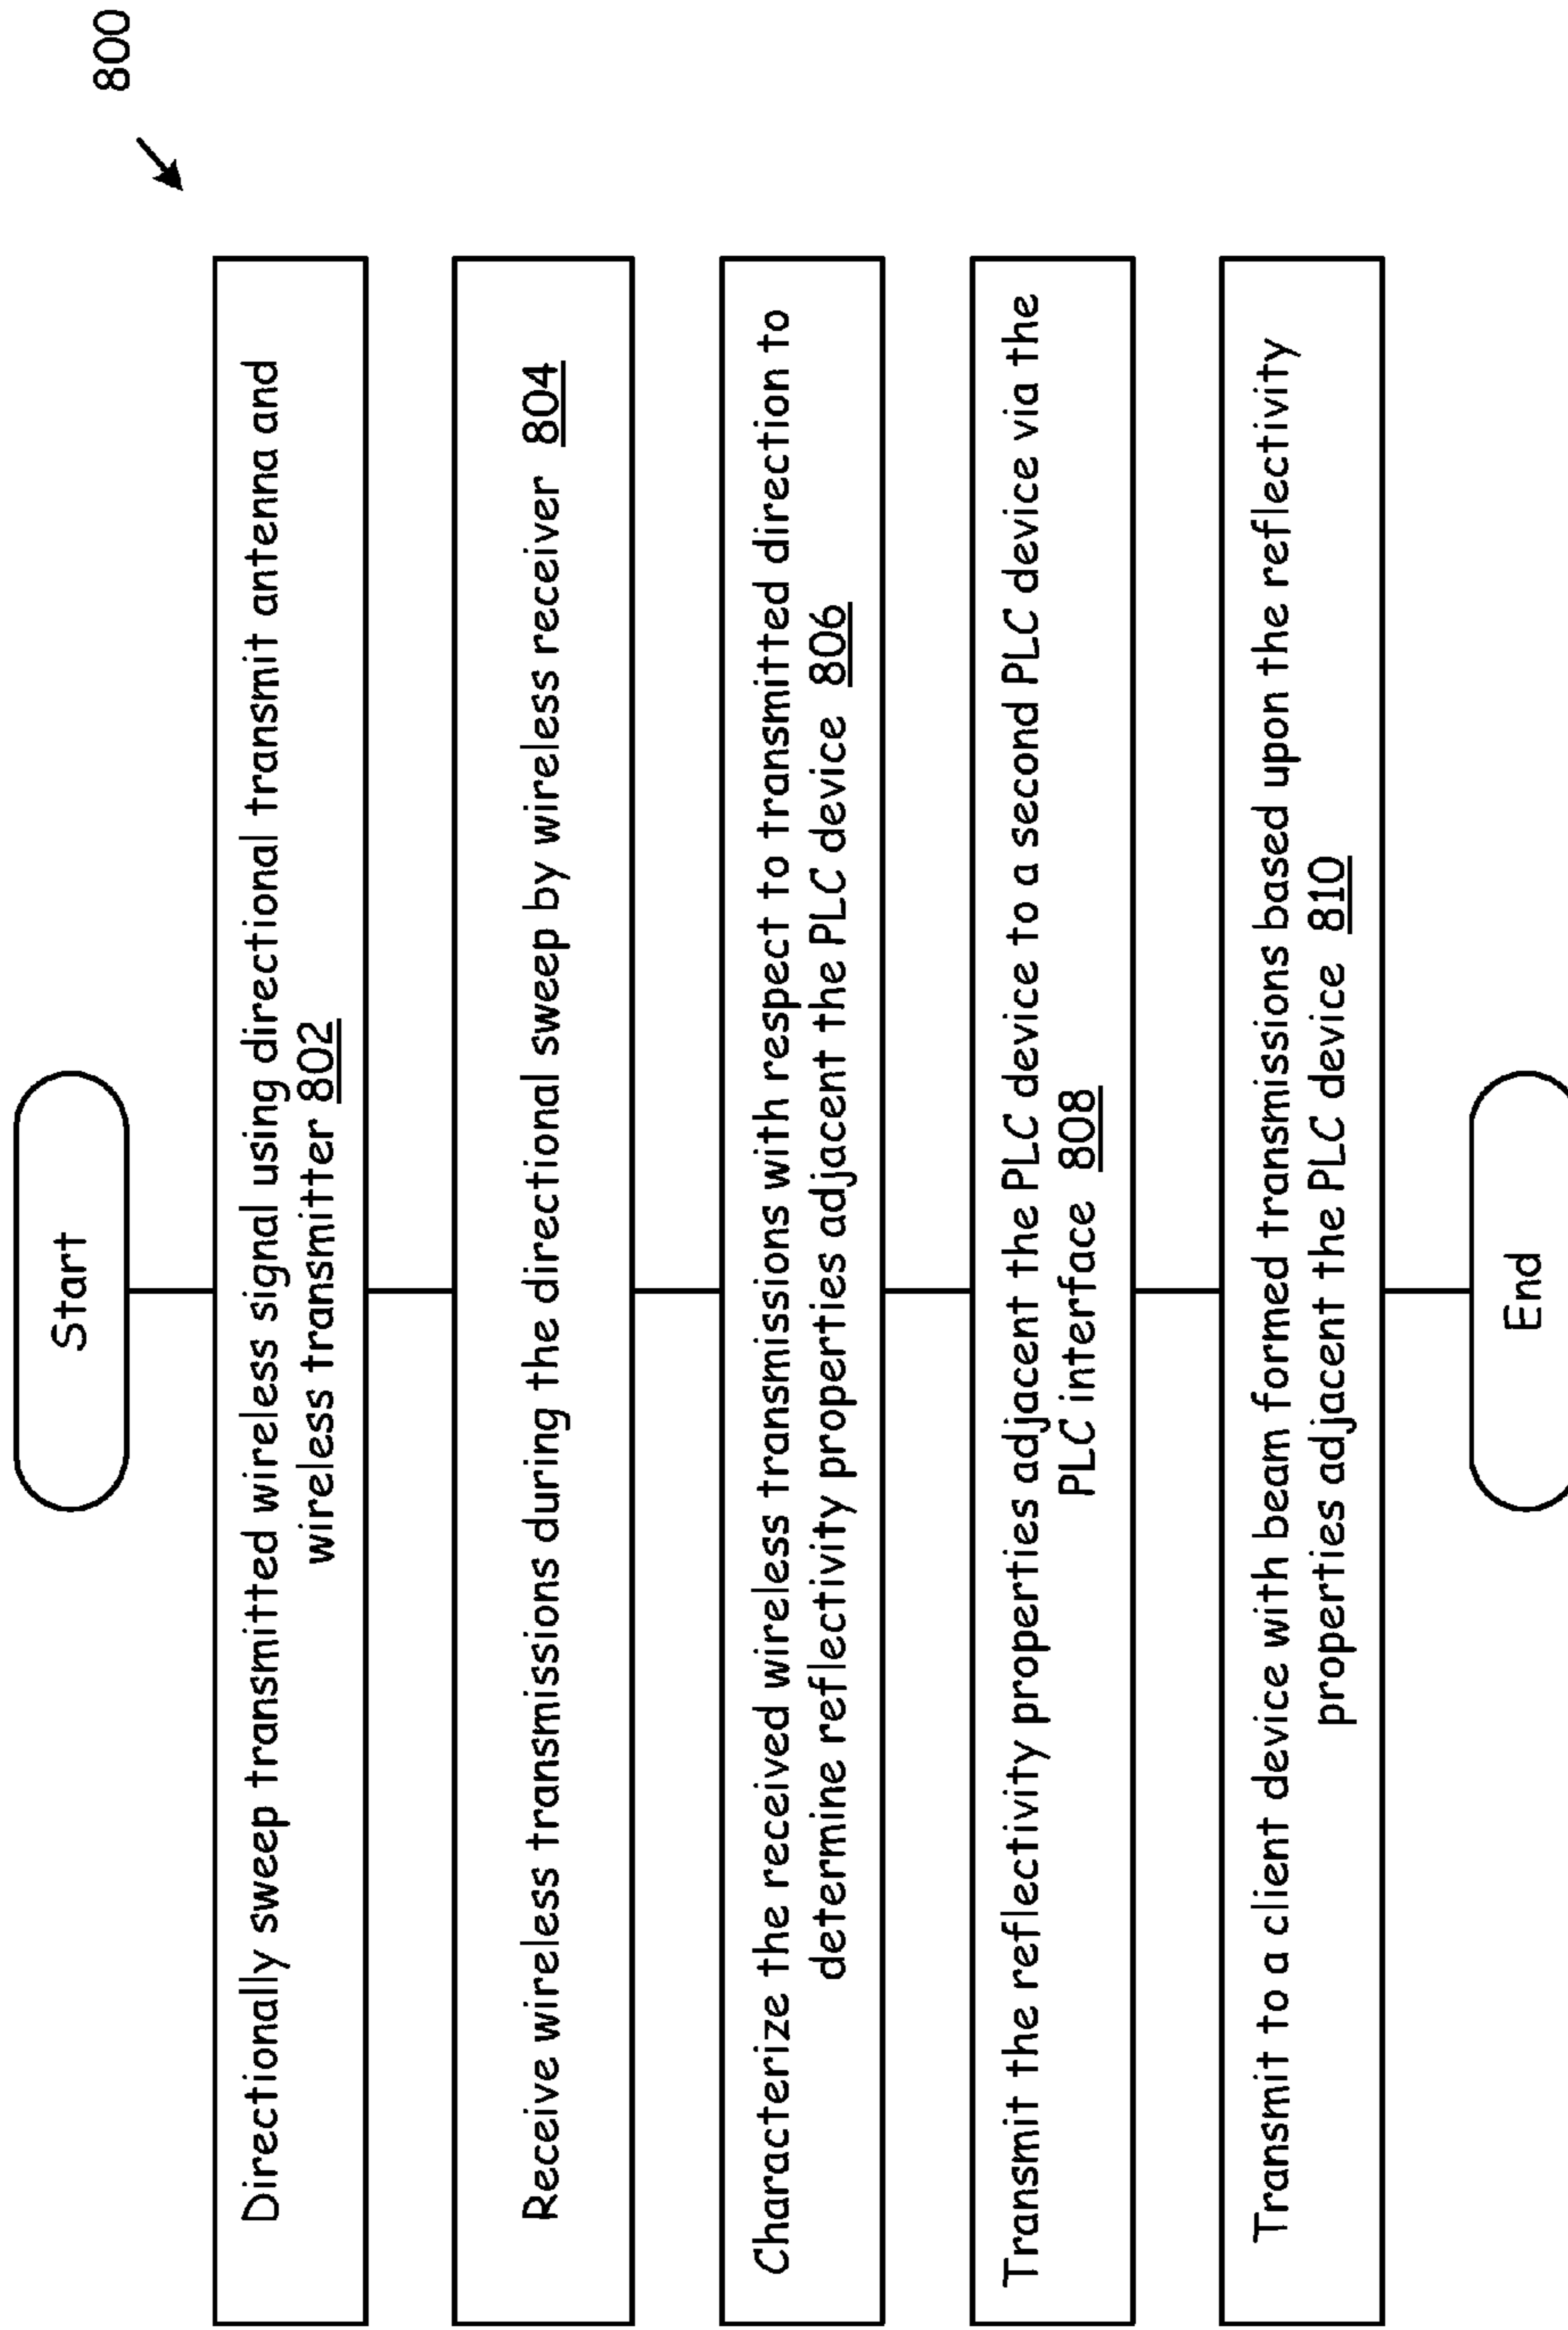 800
Start
Directionally sweep transmitted wireless signal using directional transmit antenna and
wireless transmitter 802
Receive wireless transmissions during the directional sweep by wireless receiver 804
Characterize the received wireless transmissions with respect to transmitted direction to
determine reflectivity properties adjacent the PLC device 806
Transmit the reflectivity properties adjacent the PLC device to a second PLC device via the
PLC interface 808
Transmit to a client device with beam formed transmissions based upon the reflectivity
properties adjacent the PLC device 810
End